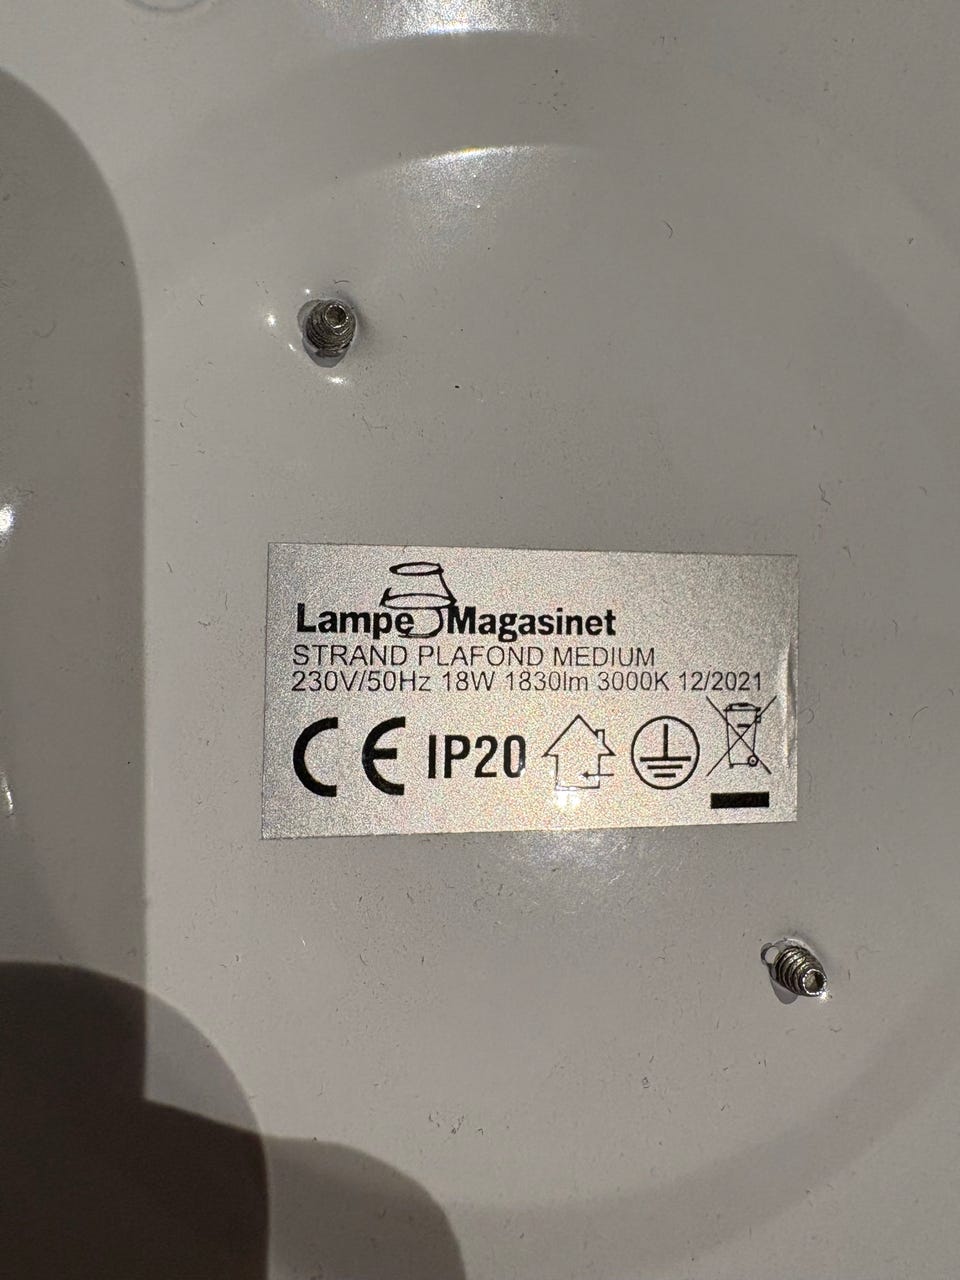 Lampe Magasinet
STRAND PLAFOND MEDIUM
230V/50Hz 18W 1830lm 3000K 12/2021
CE IP20